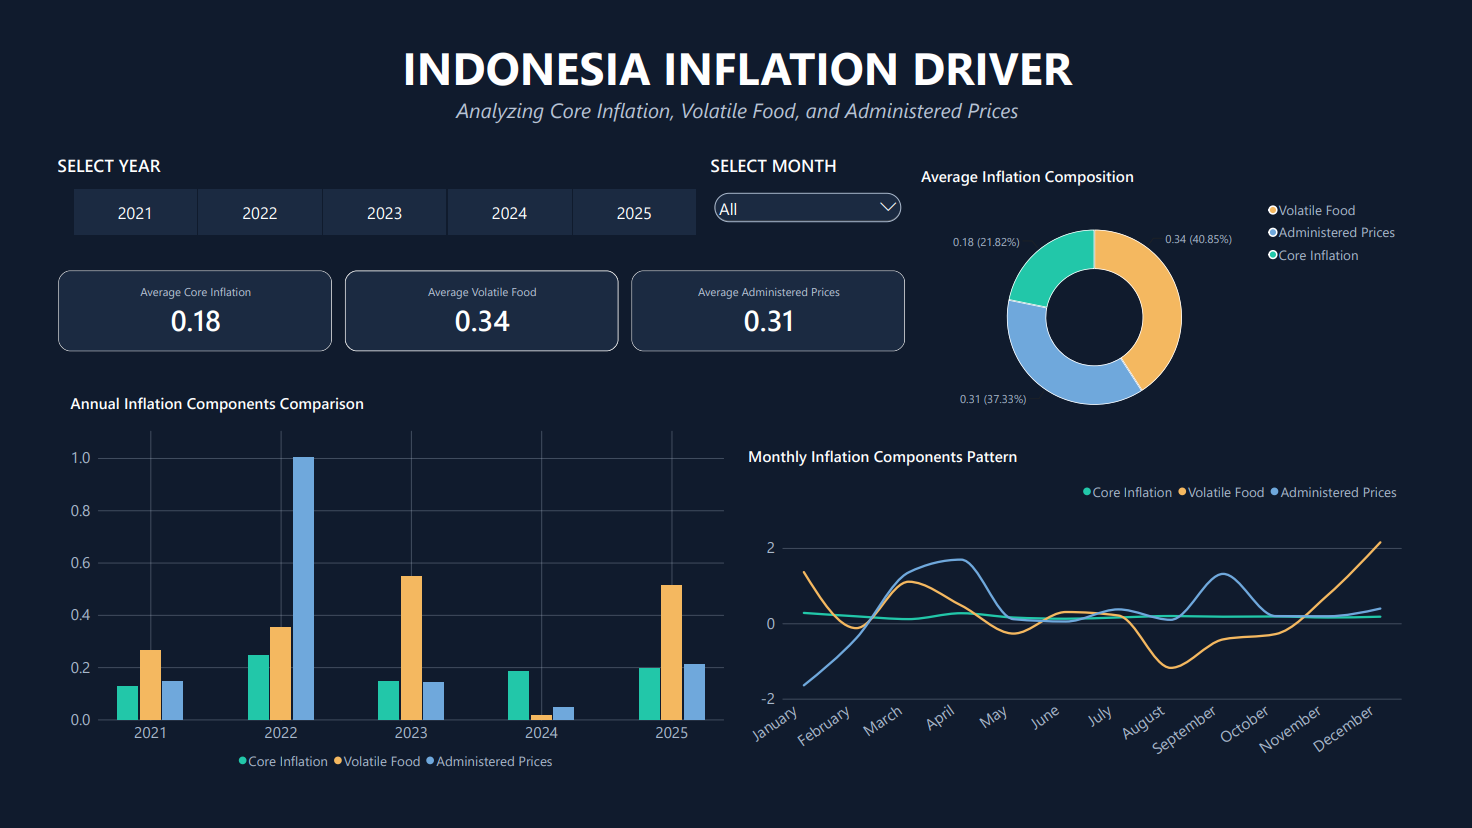 INDONESIA INFLATION DRIVER
Analyzing Core Inflation, Volatile Food, and Administered Prices
SELECT YEAR
2021 2022 2023 2024 2025
SELECT MONTH
All
Average Core Inflation
0.18
Average Volatile Food
0.34
Average Administered Prices
0.31
Average Inflation Composition
Volatile Food
Administered Prices
Core Inflation
0.18 (21.82%)
0.34 (40.85%)
0.31 (37.33%)
Annual Inflation Components Comparison
1.0
0.8
0.6
0.4
0.2
0.0
2021 2022 2023 2024 2025
Core Inflation Volatile Food Administered Prices
Monthly Inflation Components Pattern
Core Inflation Volatile Food Administered Prices
2
0
-2
January February March April May June July August September October November December